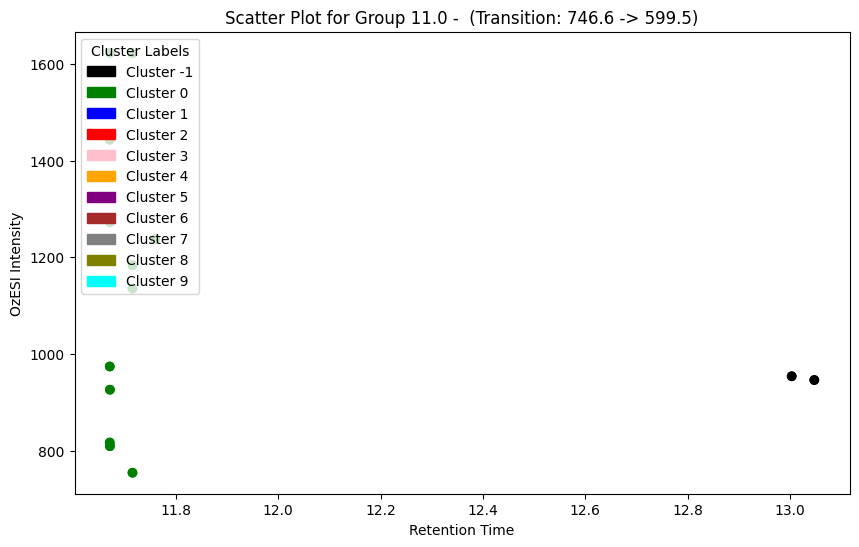 Scatter Plot for Group 11.0 -  (Transition: 746.6 -> 599.5)
Cluster Labels
Cluster -1
Cluster 0
Cluster 1
Cluster 2
Cluster 3
Cluster 4
Cluster 5
Cluster 6
Cluster 7
Cluster 8
Cluster 9
OzESI Intensity
1600
1400
1200
1000
800
11.8 12.0 12.2 12.4 12.6 12.8 13.0
Retention Time